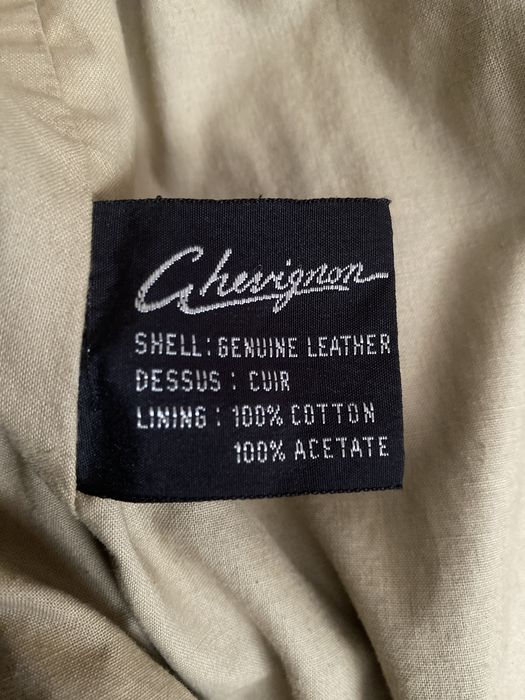 Chevignon
SHELL: GENUINE LEATHER
DESSUS : CUIR
LINING : 100% COTTON
100% ACETATE